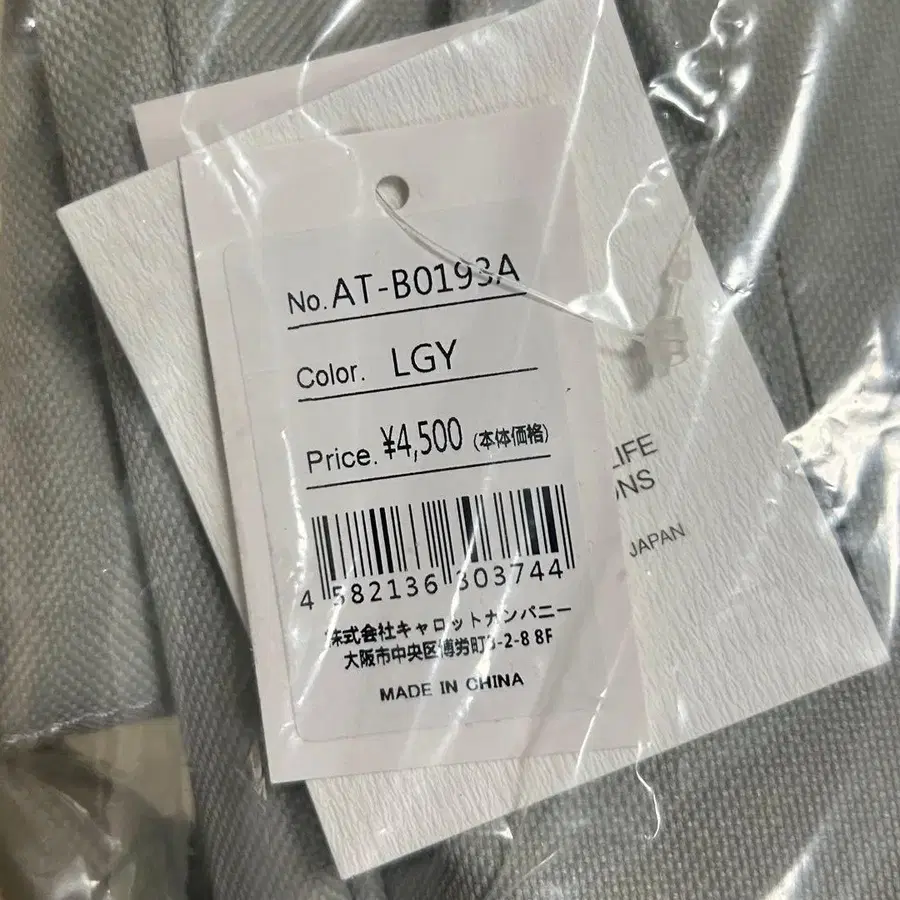 No. AT-B0193A
Color. LGY
Price. ¥4,500 (本体価格)
4 582136 303744
株式会社キャロットナンパニー
大阪市中央区博労町3-2-8 8F
MADE IN CHINA
LIFE
JAPAN